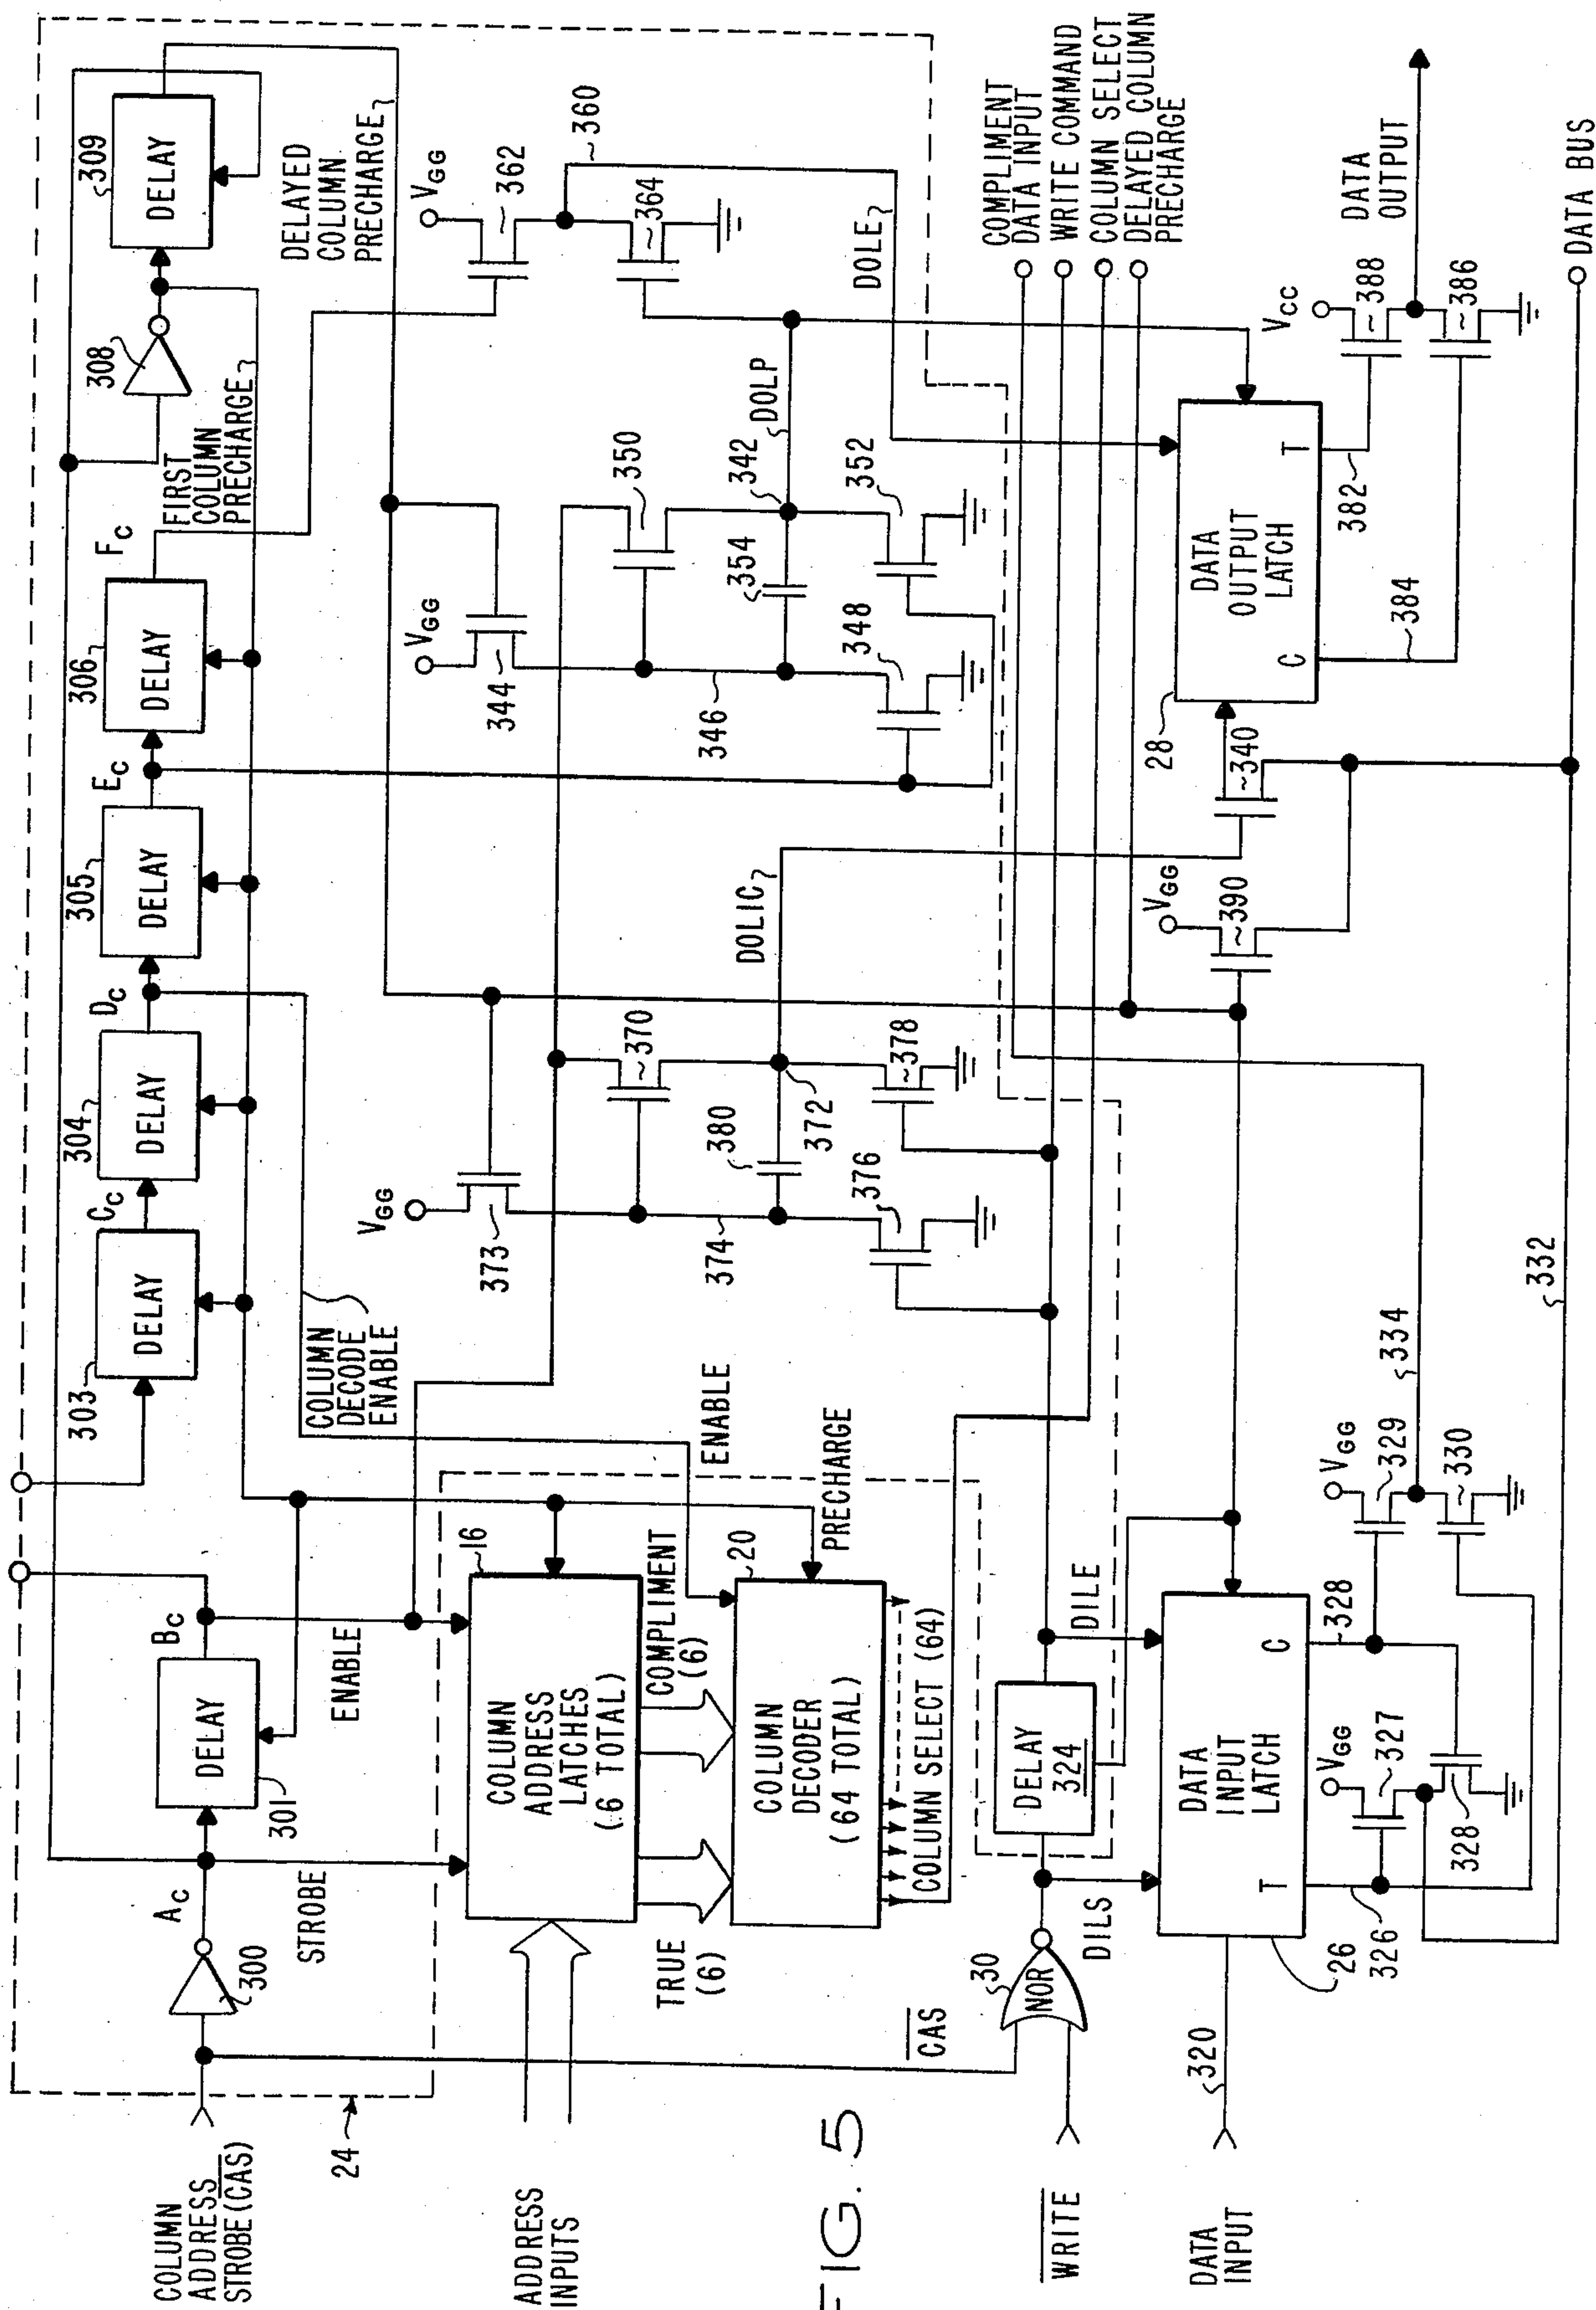 COLUMN
ADDRESS
STROBE (CAS)
24
300
AC
STROBE
301
DELAY
BC
ENABLE
303
DELAY
CC
304
DELAY
DC
305
DELAY
EC
306
DELAY
FC
FIRST
COLUMN
PRECHARGE
308
309
DELAY
DELAYED
COLUMN
PRECHARGE
COLUMN
DECODE
ENABLE
ADDRESS
INPUTS
16
COLUMN
ADDRESS
LATCHES
(6 TOTAL)
TRUE
(6)
COMPLIMENT
(6)
20
COLUMN
DECODER
(64 TOTAL)
PRECHARGE
ENABLE
COLUMN SELECT (64)
VGG
373
374
370
380
372
376
378
DOLIC
VGG
344
346
350
354
342
348
352
DOLP
VGG
362
364
360
DOLE
COMPLIMENT
DATA INPUT
WRITE COMMAND
COLUMN SELECT
DELAYED COLUMN
PRECHARGE
CAS
FIG. 5
WRITE
30
NOR
DILS
DELAY
324
DILE
DATA
INPUT
320
26
DATA
INPUT
LATCH
T
C
326
328
VGG
327
328
VGG
329
330
334
332
VGG
390
340
28
DATA
OUTPUT
LATCH
C
T
384
382
VCC
388
386
DATA
OUTPUT
DATA BUS